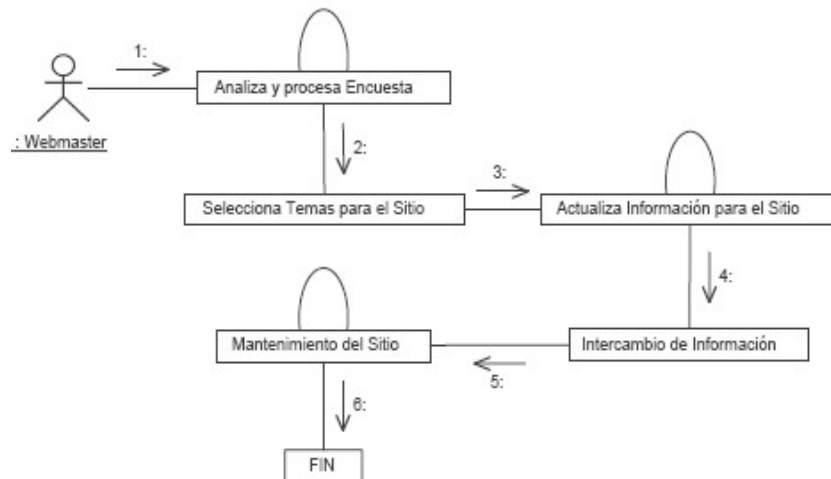 1:
Analiza y procesa Encuesta
: Webmaster
2:
3:
Selecciona Temas para el Sitio
Actualiza Información para el Sitio
4:
Mantenimiento del Sitio
Intercambio de Información
5:
6:
FIN